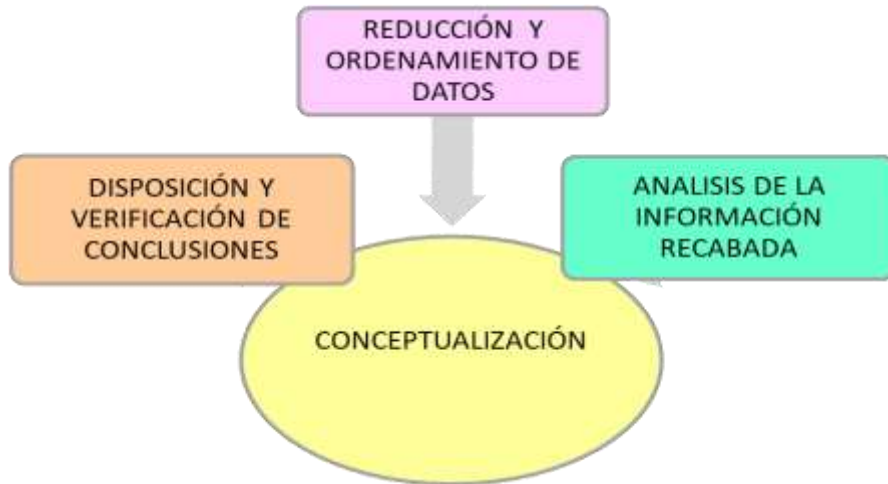 REDUCCIÓN Y
ORDENAMIENTO DE
DATOS
DISPOSICIÓN Y
VERIFICACIÓN DE
CONCLUSIONES
ANALISIS DE LA
INFORMACIÓN
RECABADA
CONCEPTUALIZACIÓN